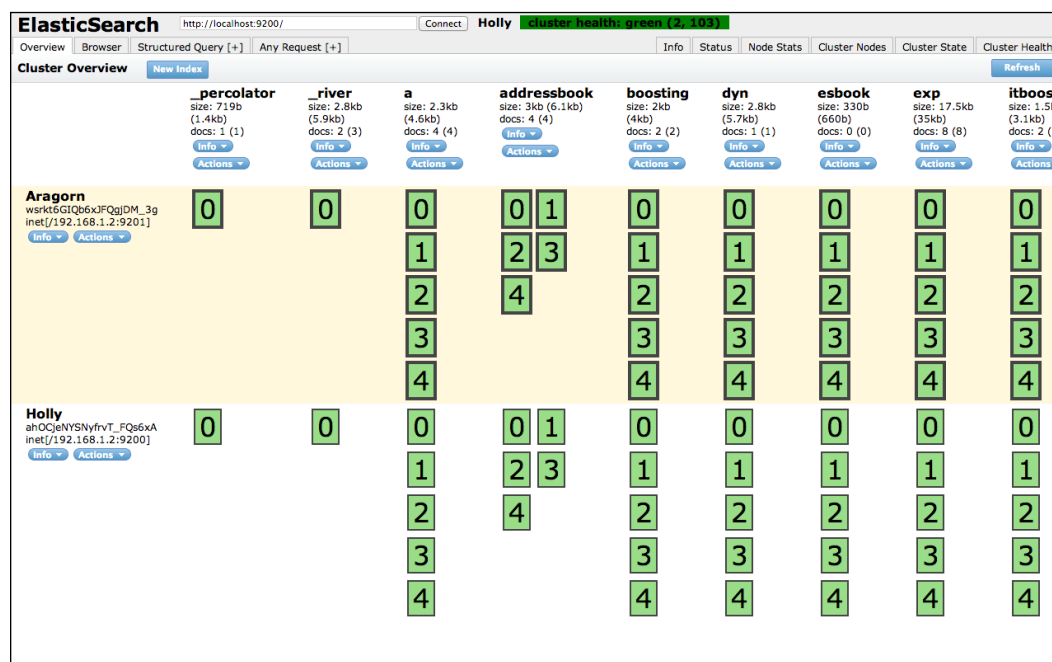 ElasticSearch http://localhost:9200/ Connect Holly cluster health: green (2, 103)
Overview Browser Structured Query [+] Any Request [+] Info Status Node Stats Cluster Nodes Cluster State Cluster Health
Cluster Overview New Index Refresh
_percolator _river a addressbook boosting dyn esbook exp itboos
size: 719b size: 2.8kb size: 2.3kb size: 3kb (6.1kb) size: 2kb size: 2.8kb size: 330b size: 17.5kb size: 1.5k
(1.4kb) (5.9kb) (4.6kb) docs: 4 (4) (4kb) (5.7kb) (660b) (35kb) (3.1kb)
docs: 1 (1) docs: 2 (3) docs: 4 (4) Info docs: 2 (2) docs: 1 (1) docs: 0 (0) docs: 8 (8) docs: 2 (
Info Info Info Actions Info Info Info Info Info
Actions Actions Actions Actions Actions Actions Actions Actions
Aragorn
wsrkt6GIQb6xJFQgjDM_3g
inet[/192.168.1.2:9201]
Info Actions
0 0 0 0 1 0 0 0 0 0
1 2 3 1 1 1 1 1
2 4 2 2 2 2 2
3 3 3 3 3 3
4 4 4 4 4 4
Holly
ahOCjeNYSNyfrvT_FQs6xA
inet[/192.168.1.2:9200]
Info Actions
0 0 0 0 1 0 0 0 0 0
1 2 3 1 1 1 1 1
2 4 2 2 2 2 2
3 3 3 3 3 3
4 4 4 4 4 4